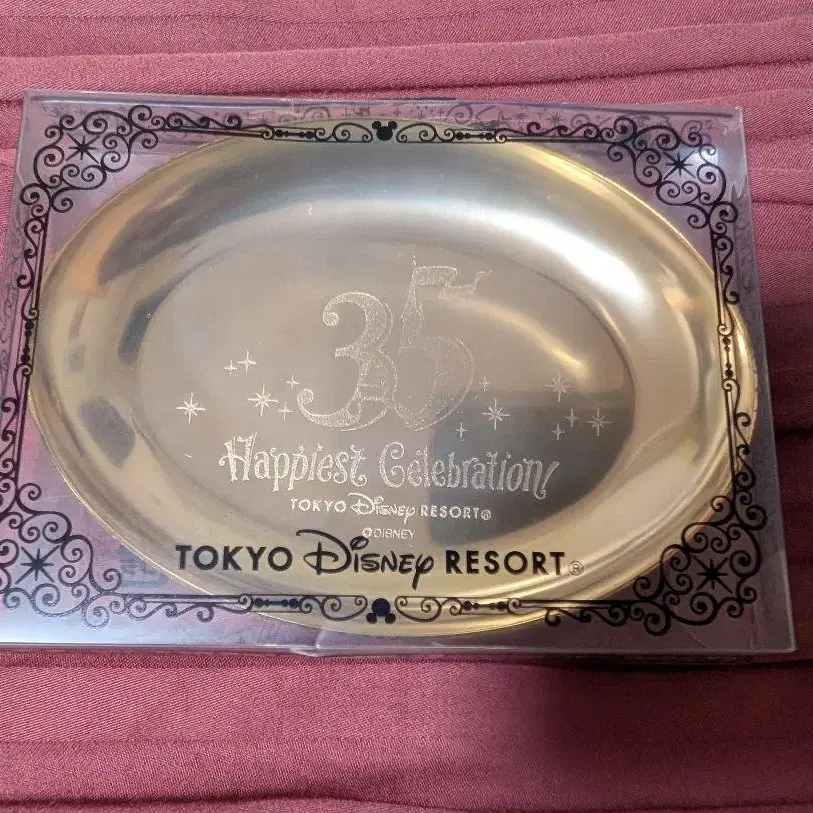 35
Happiest Celebration!
TOKYO Disney RESORT®
©DISNEY
TOKYO Disney RESORT®